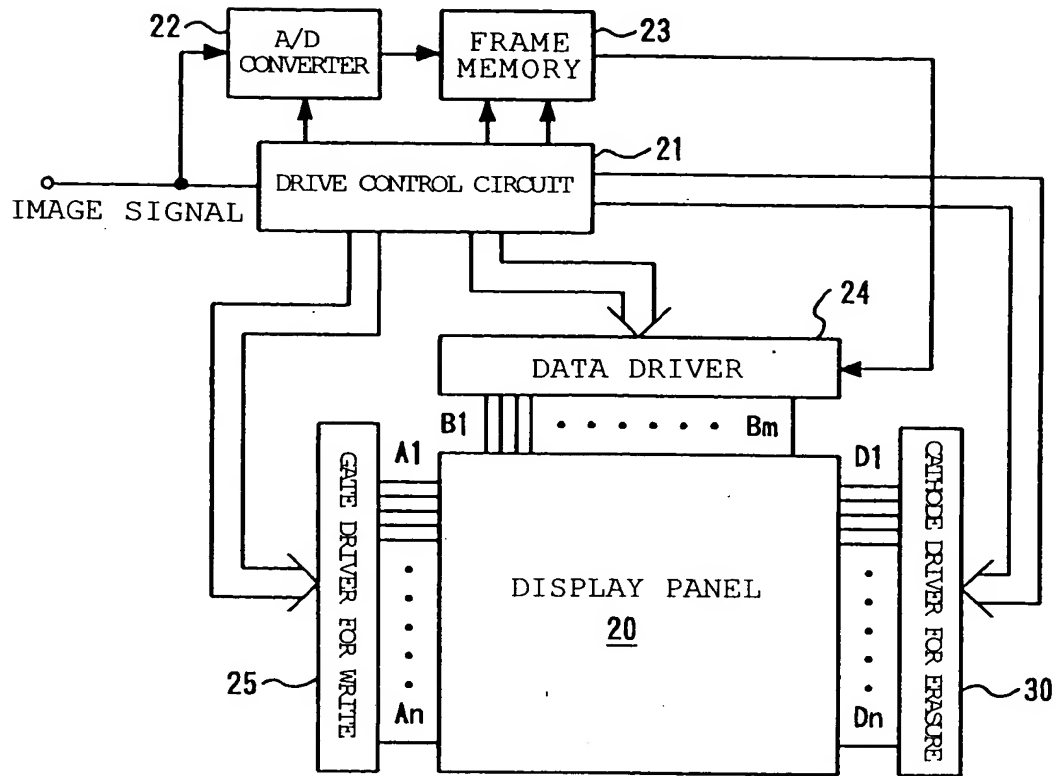 22
A/D
CONVERTER
FRAME
MEMORY
23
21
DRIVE CONTROL CIRCUIT
IMAGE SIGNAL
24
DATA DRIVER
B1
Bm
A1
D1
GATE DRIVER FOR WRITE
CATHODE DRIVER FOR ERASURE
DISPLAY PANEL
20
25
An
Dn
30